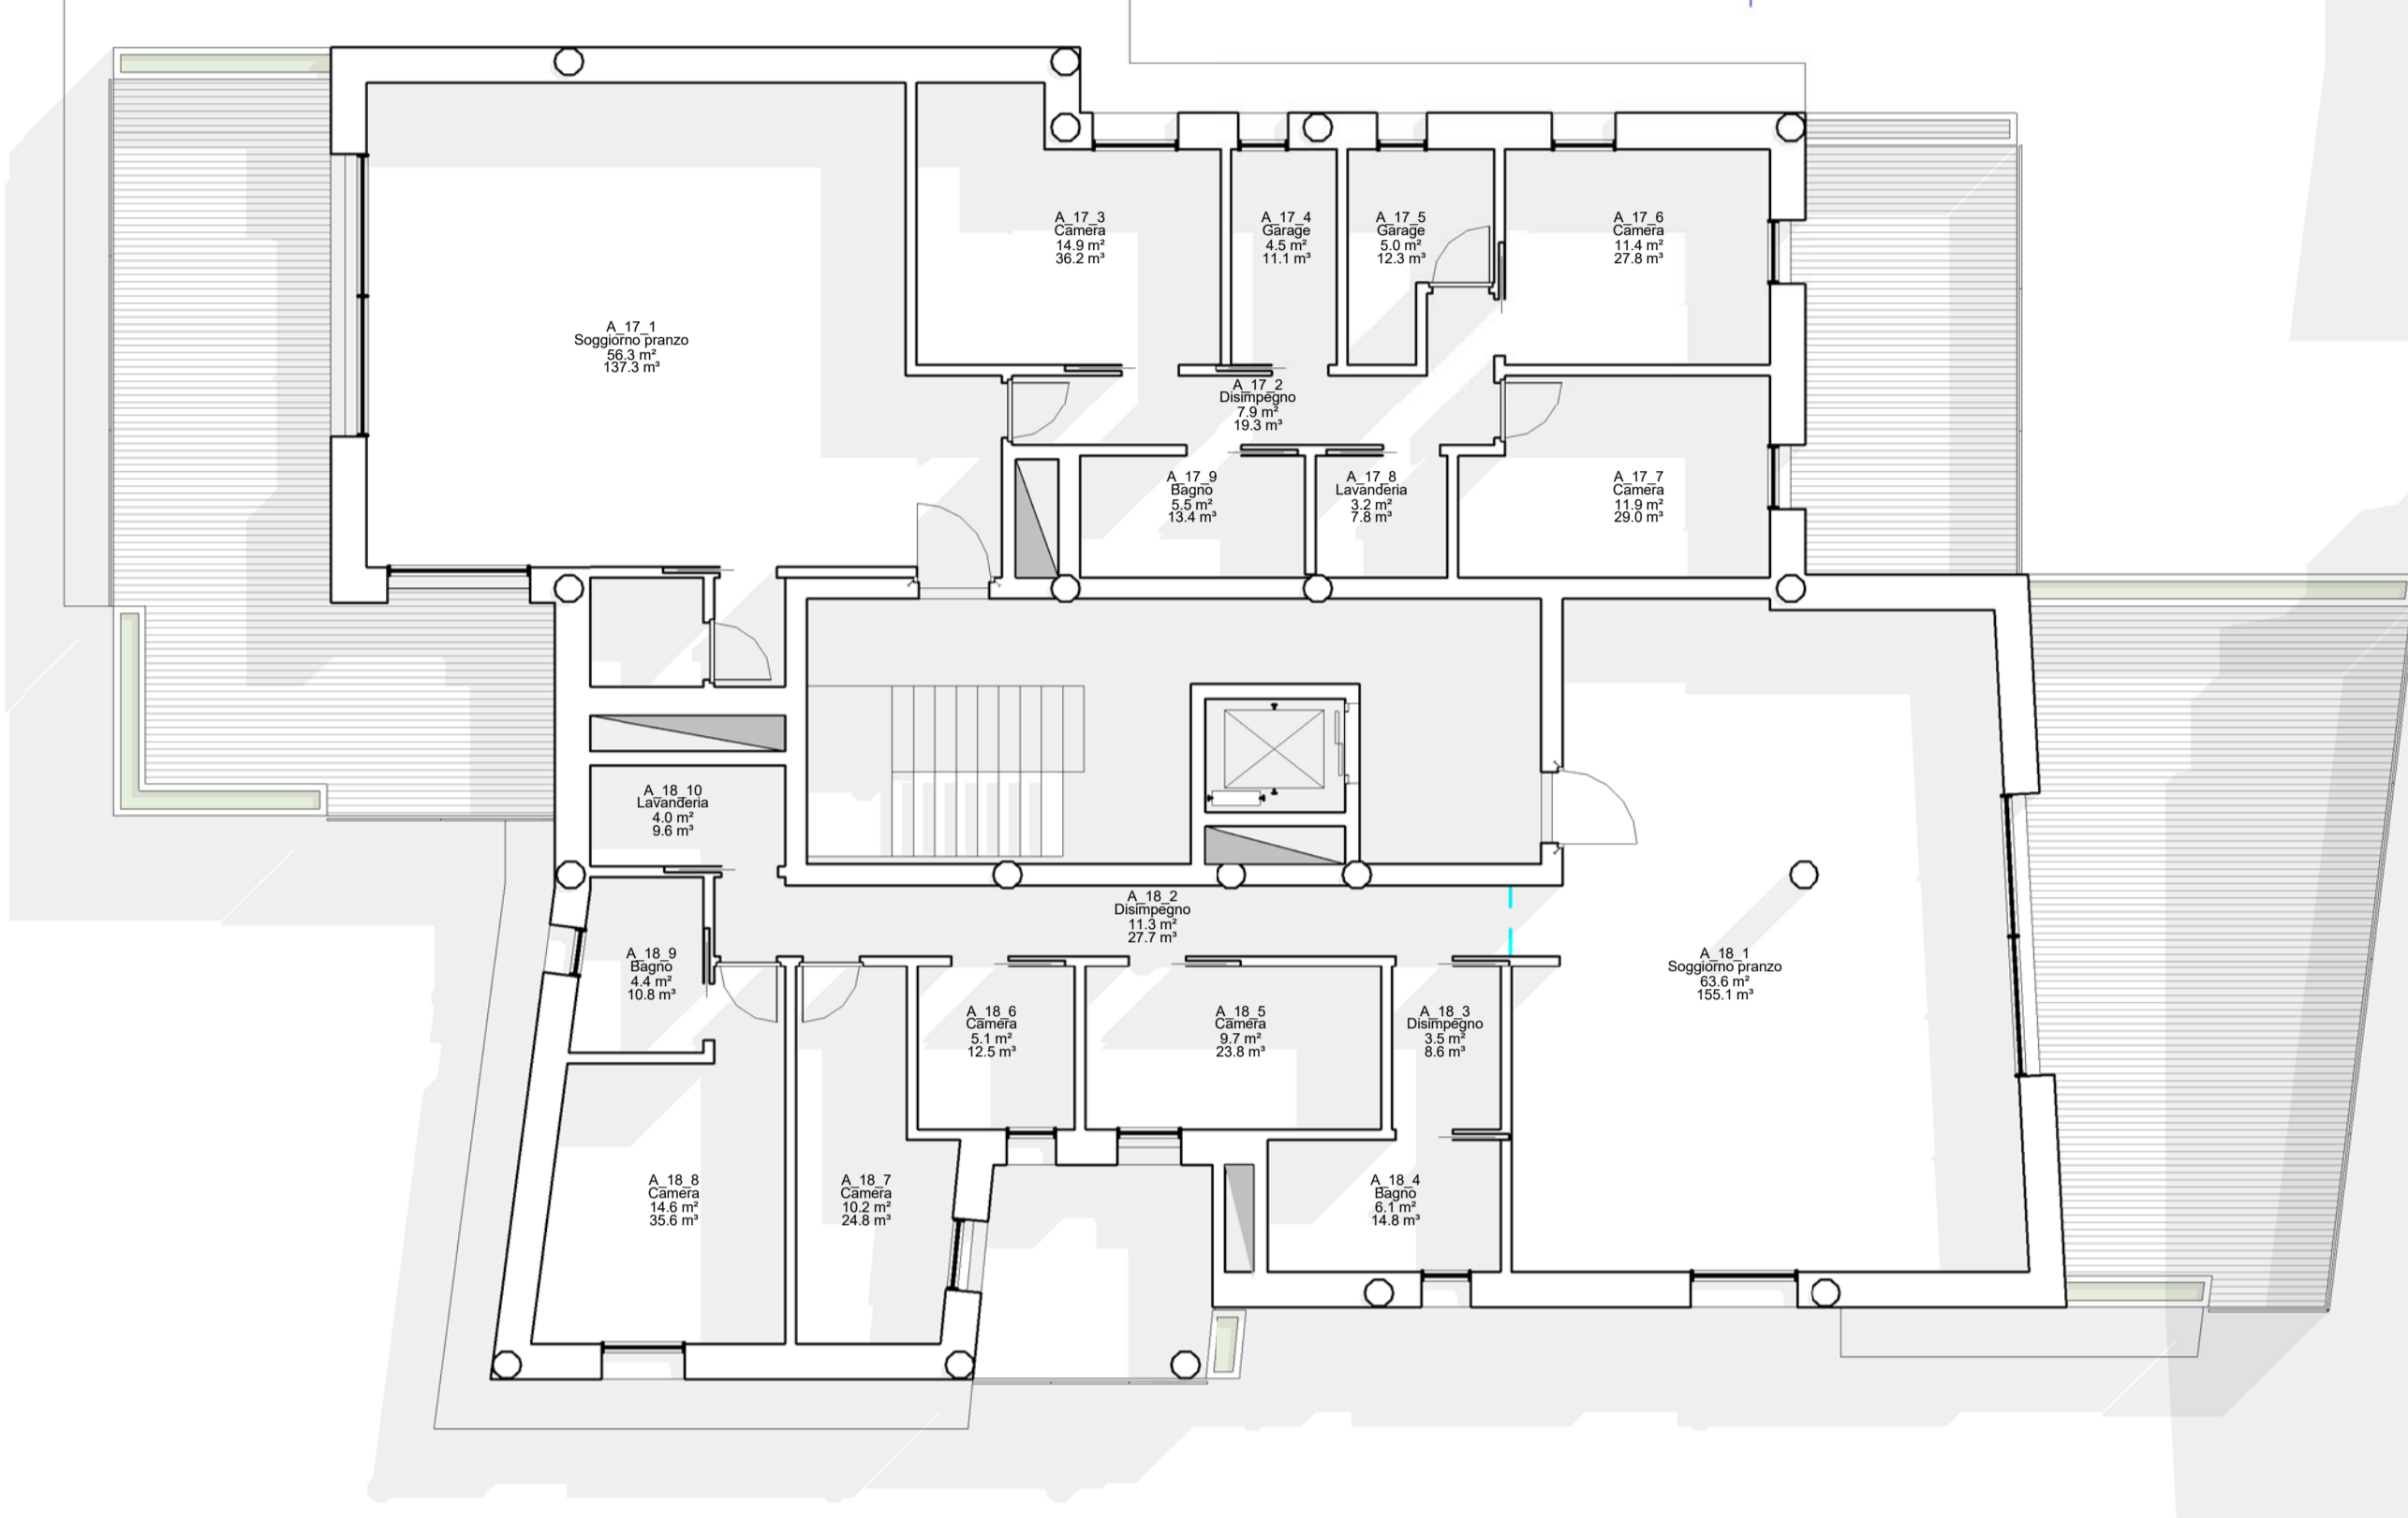 A_17_3
Camera
14.9 m²
36.2 m³
A_17_4
Garage
4.5 m²
11.1 m³
A_17_5
Garage
5.0 m²
12.3 m³
A_17_6
Camera
11.4 m²
27.8 m³
A_17_1
Soggiorno pranzo
56.3 m²
137.3 m³
A_17_2
Disimpegno
7.9 m²
19.3 m³
A_17_9
Bagno
5.5 m²
13.4 m³
A_17_8
Lavanderia
3.2 m²
7.8 m³
A_17_7
Camera
11.9 m²
29.0 m³
A_18_10
Lavanderia
4.0 m²
9.6 m³
A_18_2
Disimpegno
11.3 m²
27.7 m³
A_18_9
Bagno
4.4 m²
10.8 m³
A_18_1
Soggiorno pranzo
63.6 m²
155.1 m³
A_18_6
Camera
5.1 m²
12.5 m³
A_18_5
Camera
9.7 m²
23.8 m³
A_18_3
Disimpegno
3.5 m²
8.6 m³
A_18_8
Camera
14.6 m²
35.6 m³
A_18_7
Camera
10.2 m²
24.8 m³
A_18_4
Bagno
6.1 m²
14.8 m³